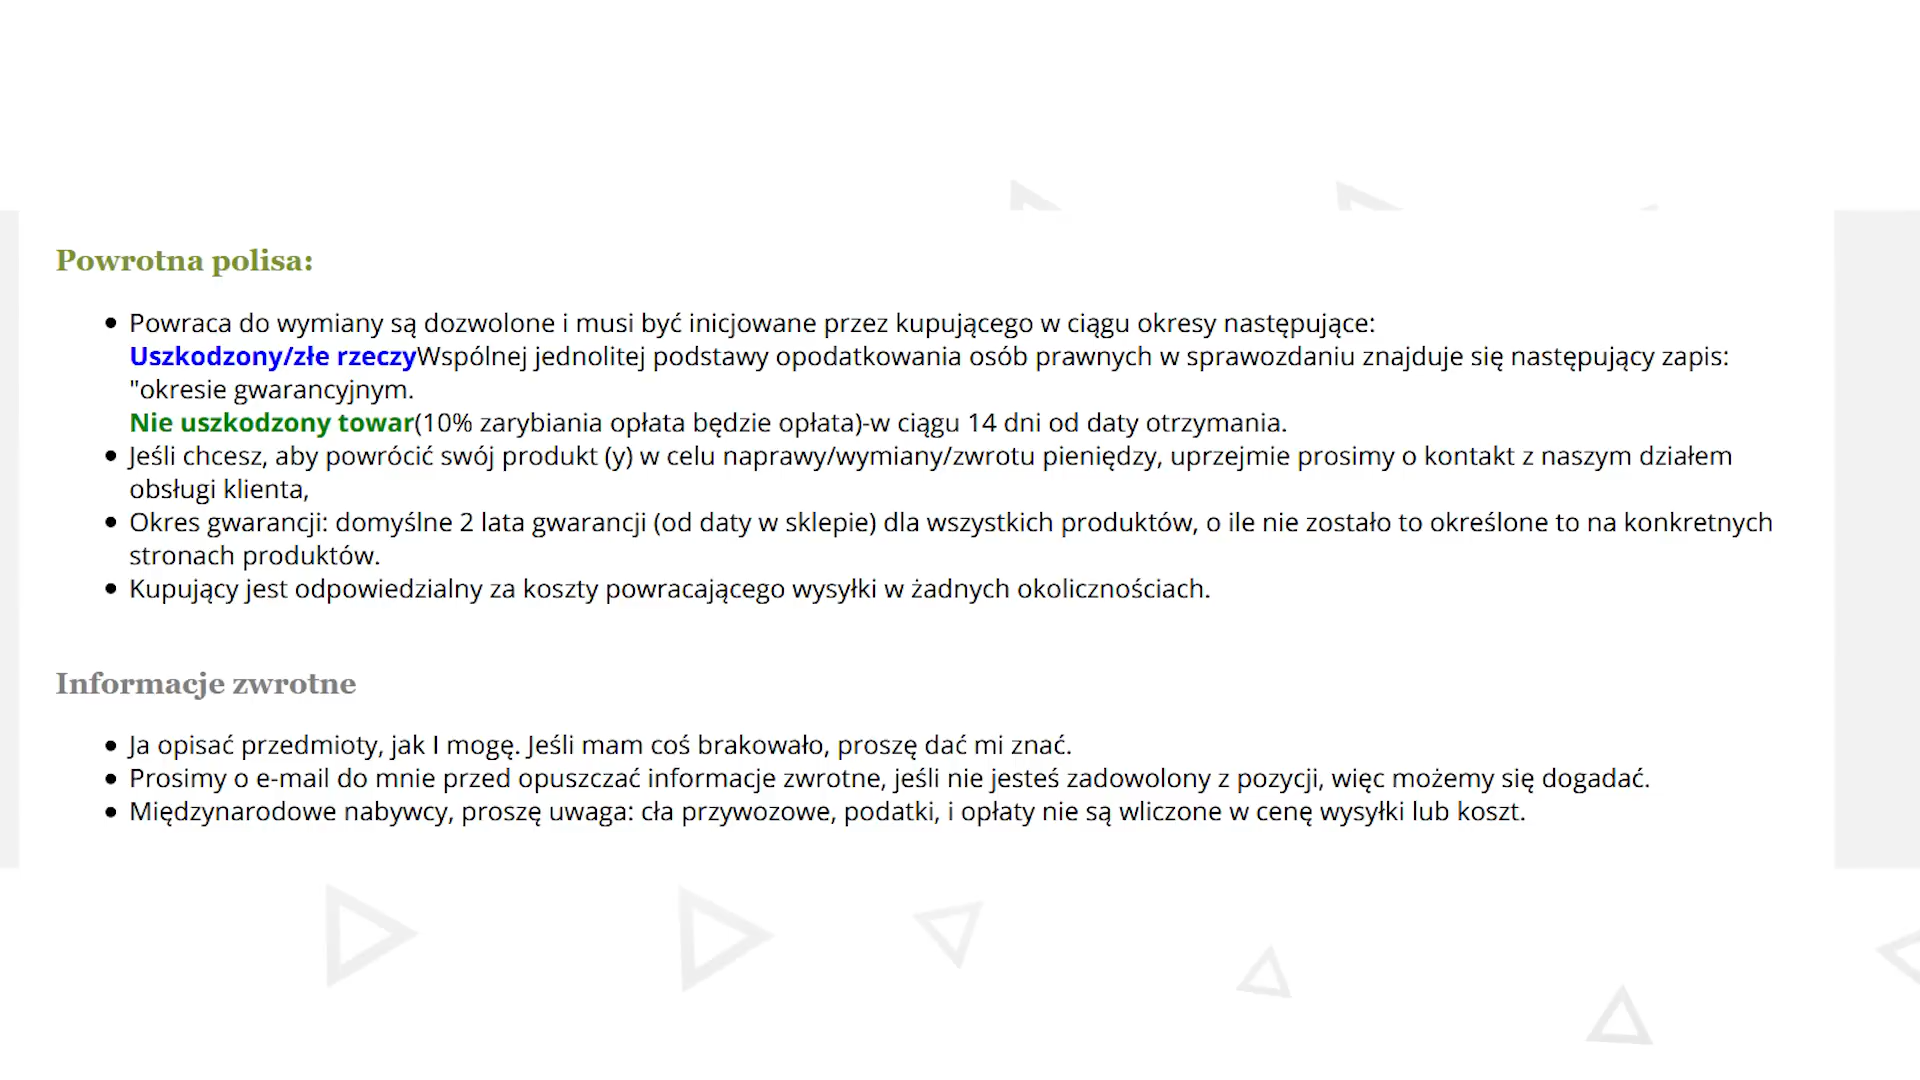 Powrotna polisa:
Powraca do wymiany są dozwolone i musi być inicjowane przez kupującego w ciągu okresy następujące:
Uszkodzony/złe rzeczyWspólnej jednolitej podstawy opodatkowania osób prawnych w sprawozdaniu znajduje się następujący zapis:
"okresie gwarancyjnym.
Nie uszkodzony towar(10% zarybiania opłata będzie opłata)-w ciągu 14 dni od daty otrzymania.
Jeśli chcesz, aby powrócić swój produkt (y) w celu naprawy/wymiany/zwrotu pieniędzy, uprzejmie prosimy o kontakt z naszym działem
obsługi klienta,
Okres gwarancji: domyślne 2 lata gwarancji (od daty w sklepie) dla wszystkich produktów, o ile nie zostało to określone to na konkretnych
stronach produktów.
Kupujący jest odpowiedzialny za koszty powracającego wysyłki w żadnych okolicznościach.
Informacje zwrotne
Ja opisać przedmioty, jak I mogę. Jeśli mam coś brakowało, proszę dać mi znać.
Prosimy o e-mail do mnie przed opuszczać informacje zwrotne, jeśli nie jesteś zadowolony z pozycji, więc możemy się dogadać.
Międzynarodowe nabywcy, proszę uwaga: cła przywozowe, podatki, i opłaty nie są wliczone w cenę wysyłki lub koszt.